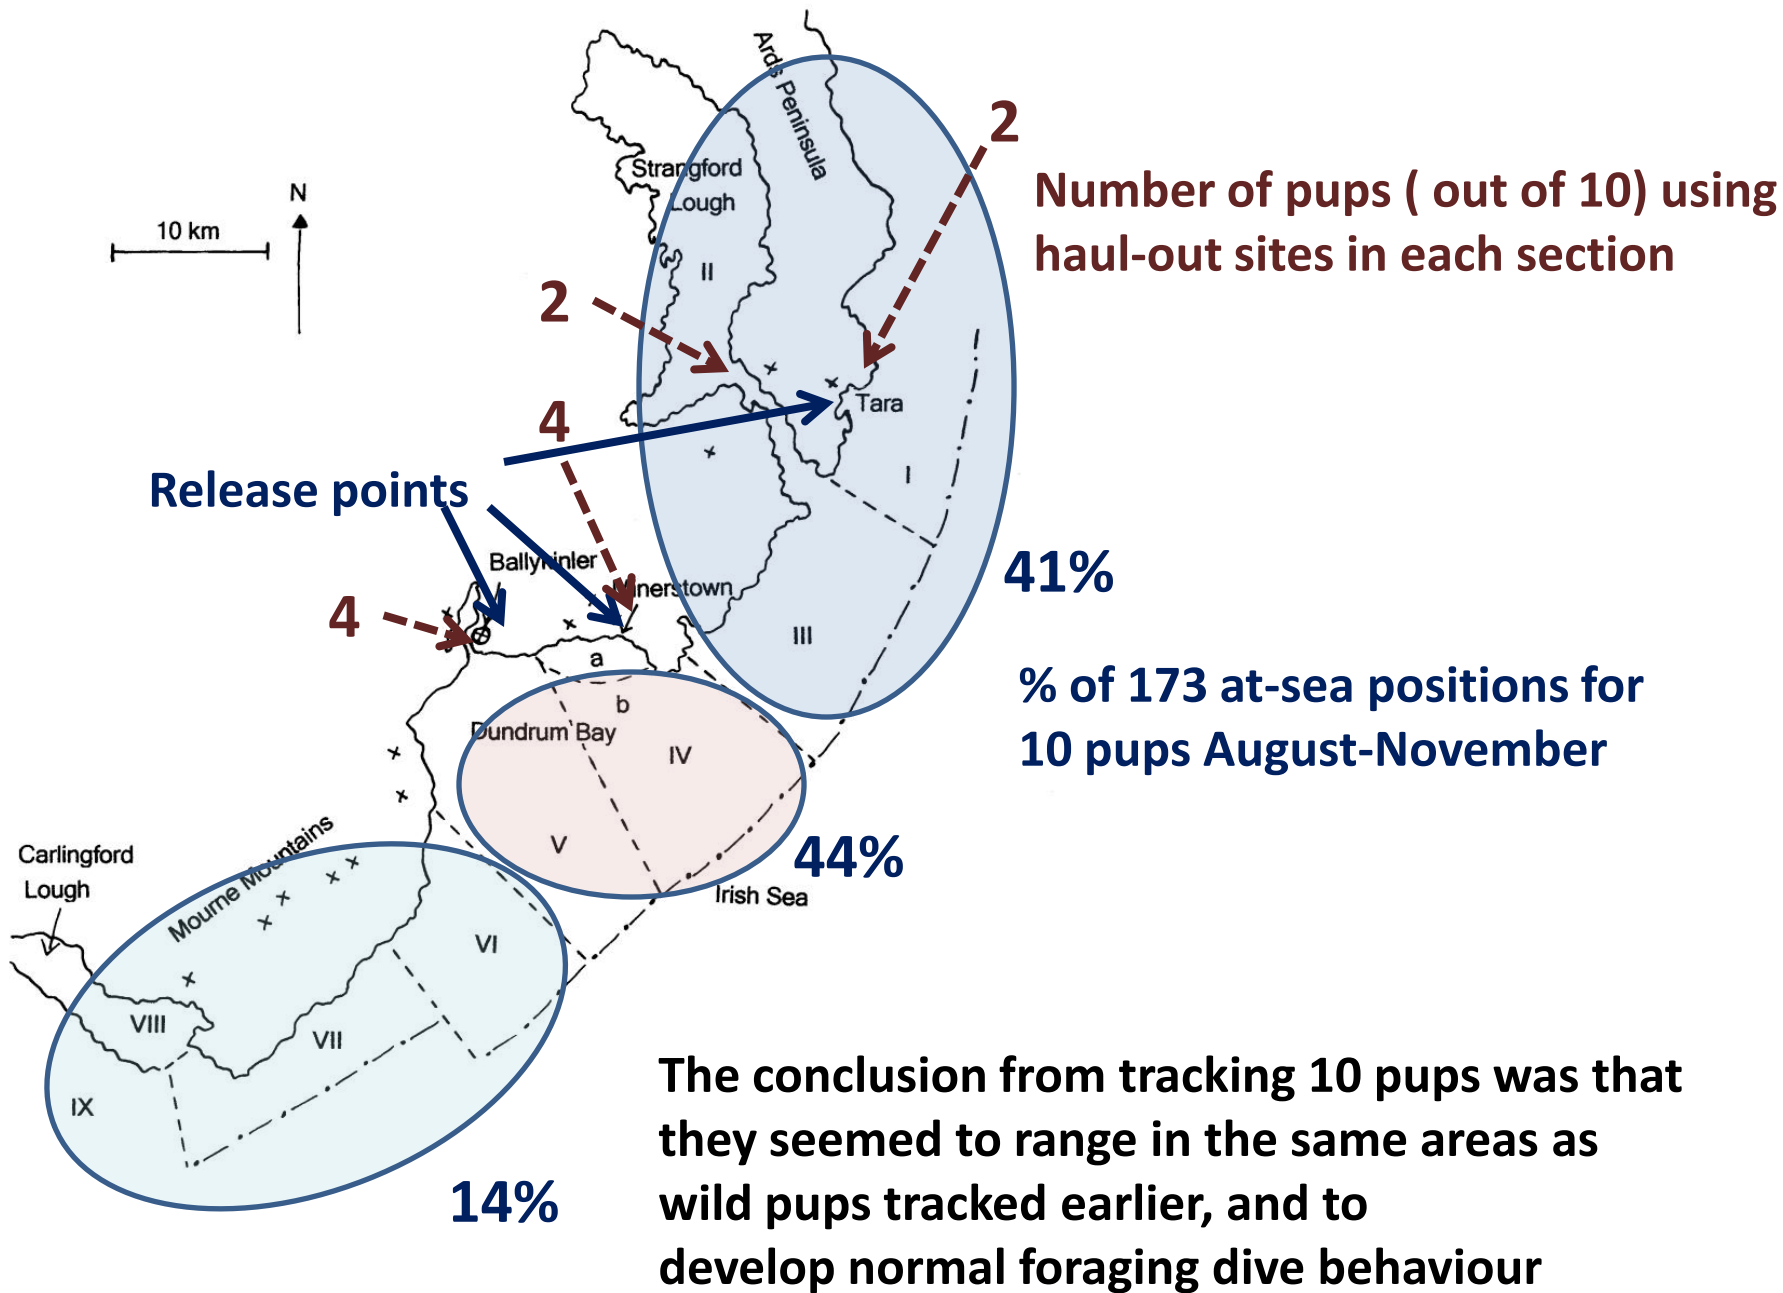 Ards Peninsula
2
Strangford
Lough
Number of pups ( out of 10) using
haul-out sites in each section
N
10 km
II
2
Tara
4
I
Release points
Ballykinler
41%
Minerstown
4
III
a
% of 173 at-sea positions for
10 pups August-November
b
Dundrum Bay
IV
V
44%
Irish Sea
Carlingford
Lough
Mourne Mountains
VI
VIII
VII
IX
14%
The conclusion from tracking 10 pups was that
they seemed to range in the same areas as
wild pups tracked earlier, and to
develop normal foraging dive behaviour